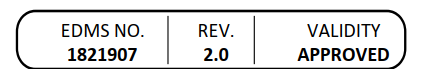 EDMS NO. REV. VALIDITY
1821907 2.0 APPROVED